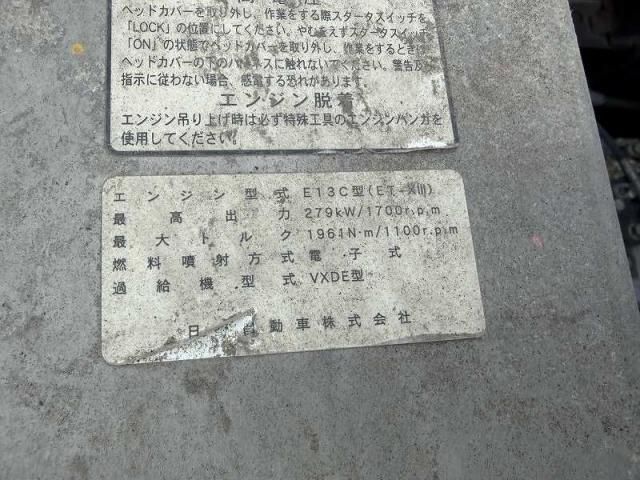 高電圧
ヘッドカバーを取り外し、作業をする際スタータスイッチを
「LOCK」の位置にしてください。やむをえずスタータスイッチ
「ON」の状態でヘッドカバーを取り外し、作業をするときは
ヘッドカバーの下のハーネスに触れないでください。警告及
指示に従わない場合、感電する恐れがあります。
エンジン脱着
エンジン吊り上げ時は必ず特殊工具のエンジンハンガを
使用してください。
エンジン型式 E13C型(ET-XIII)
最高出力 279kW/1700r.p.m
最大トルク 1961N·m/1100r.p.m
燃料噴射方式 電子式
過給機型式 VXDE型
日 自動車株式会社